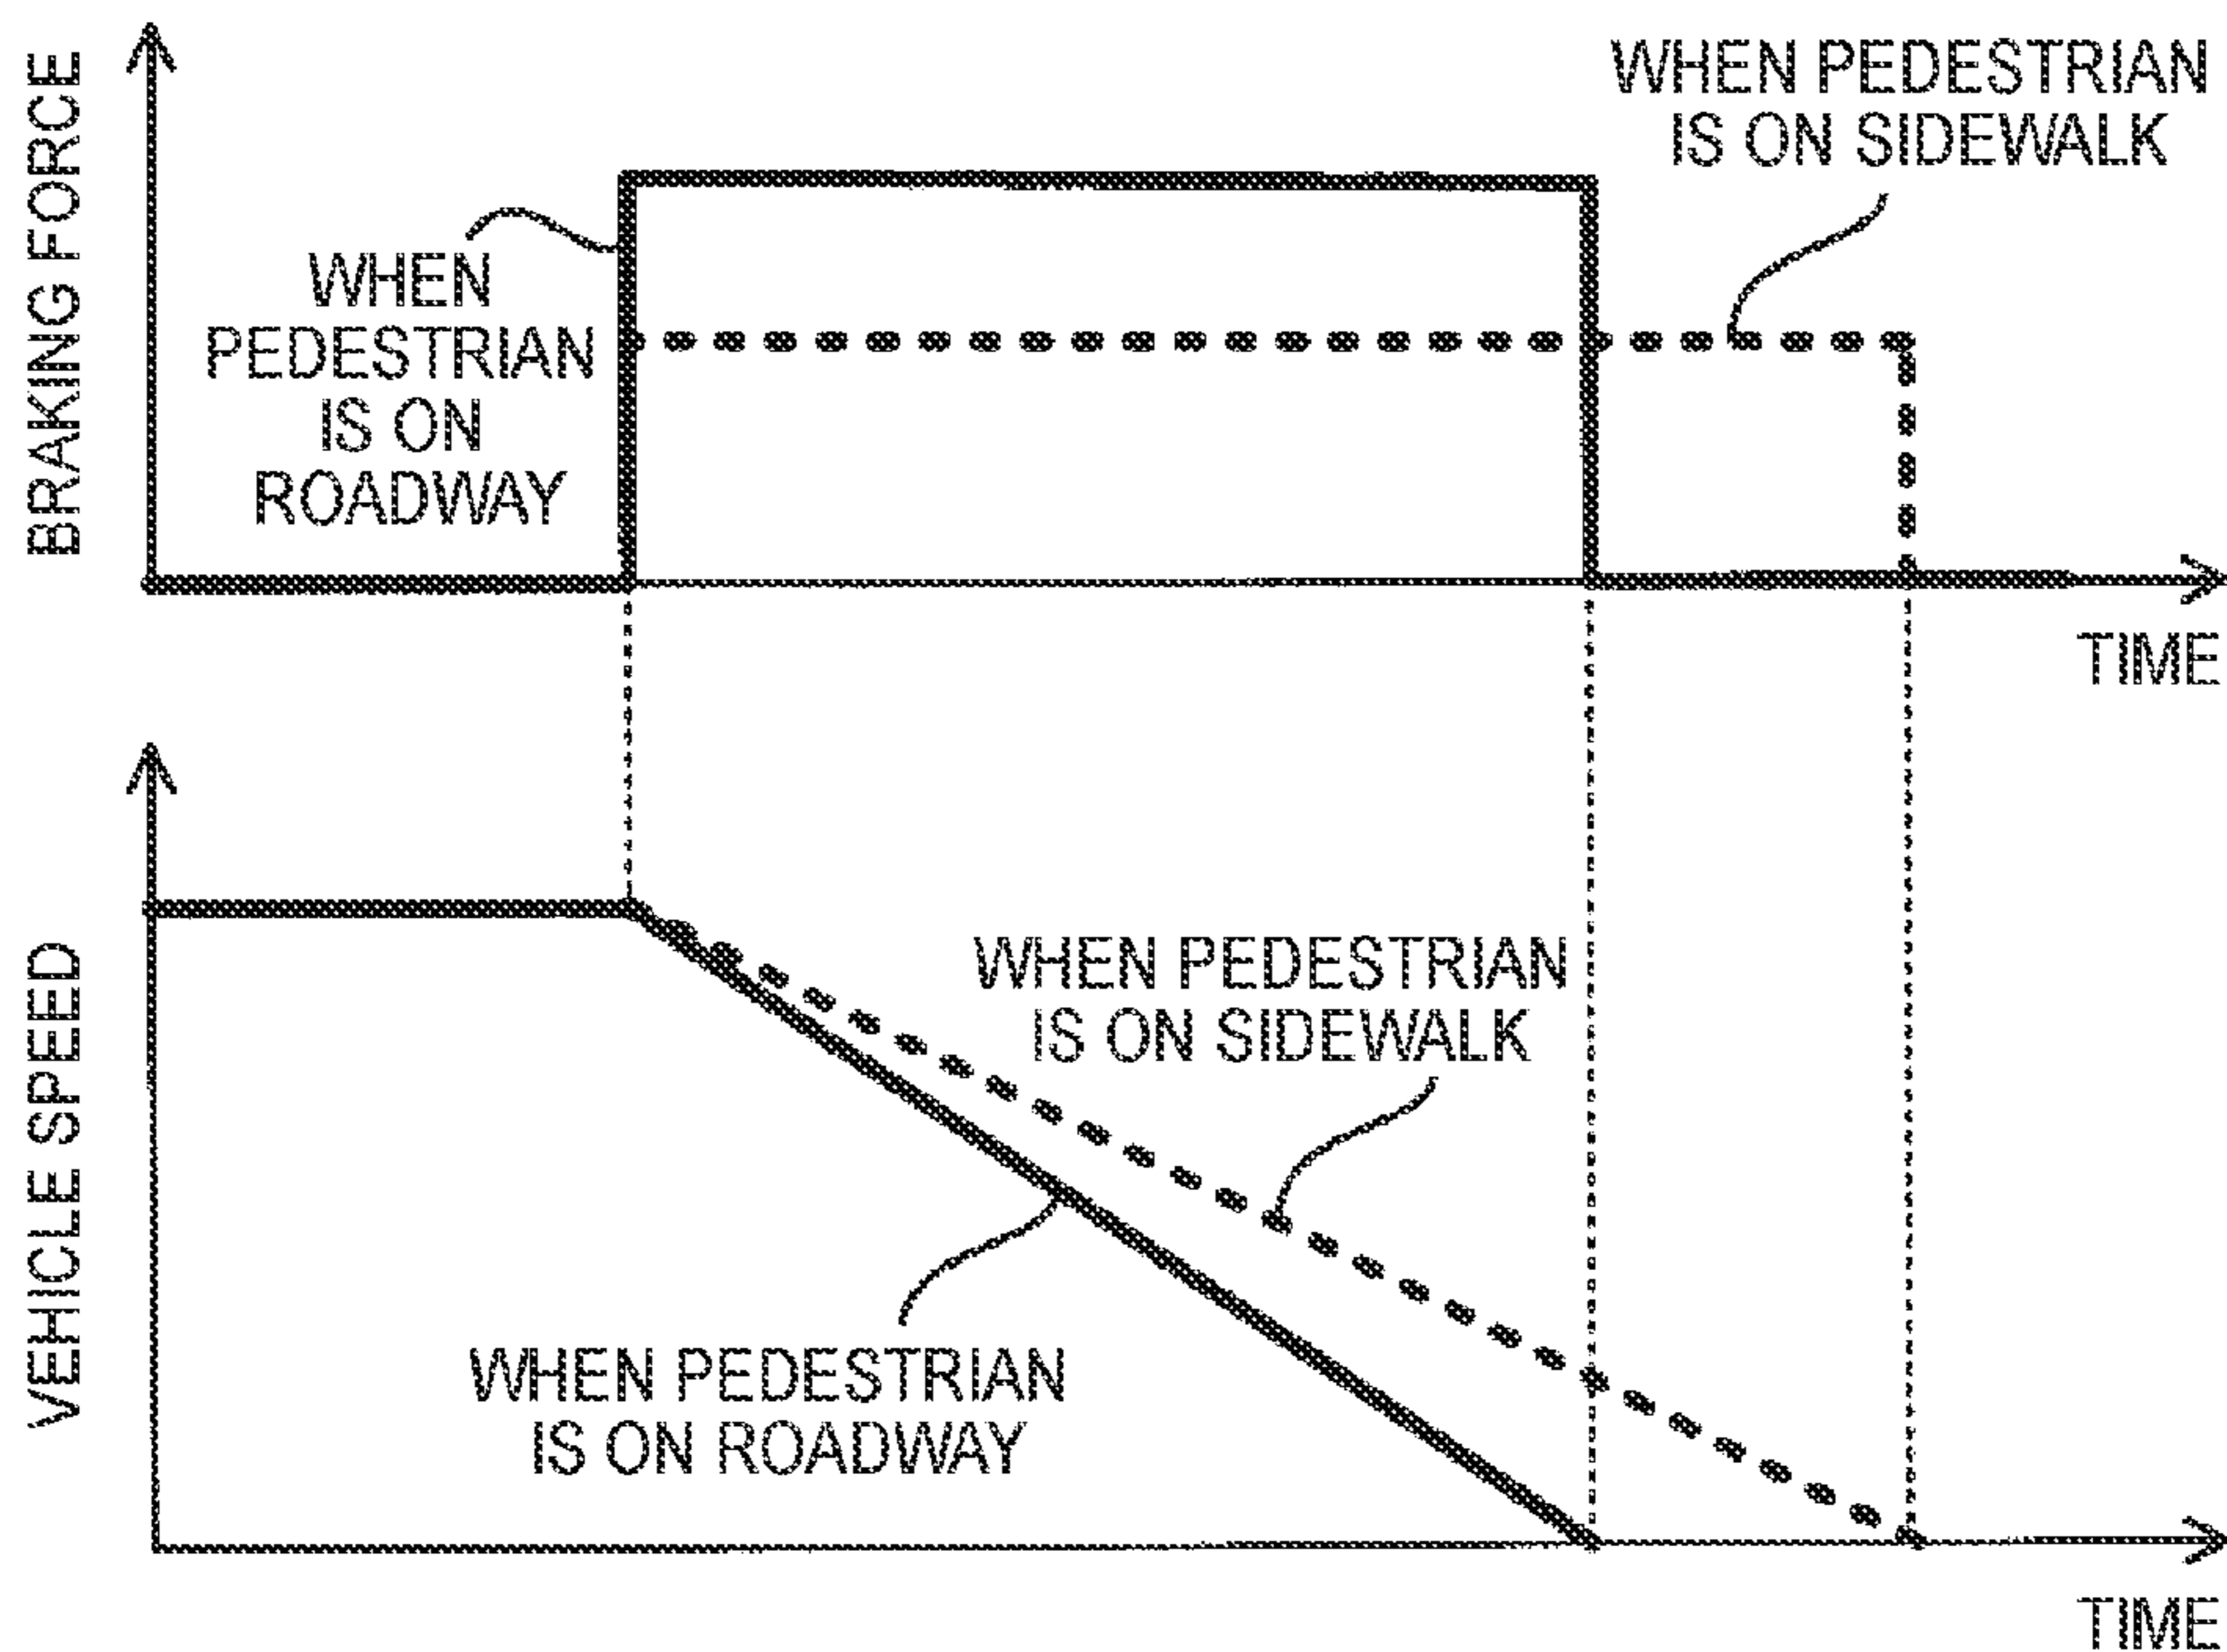 BRAKING FORCE
WHEN PEDESTRIAN
IS ON SIDEWALK
WHEN
PEDESTRIAN
IS ON
ROADWAY
TIME
VEHICLE SPEED
WHEN PEDESTRIAN
IS ON SIDEWALK
WHEN PEDESTRIAN
IS ON ROADWAY
TIME